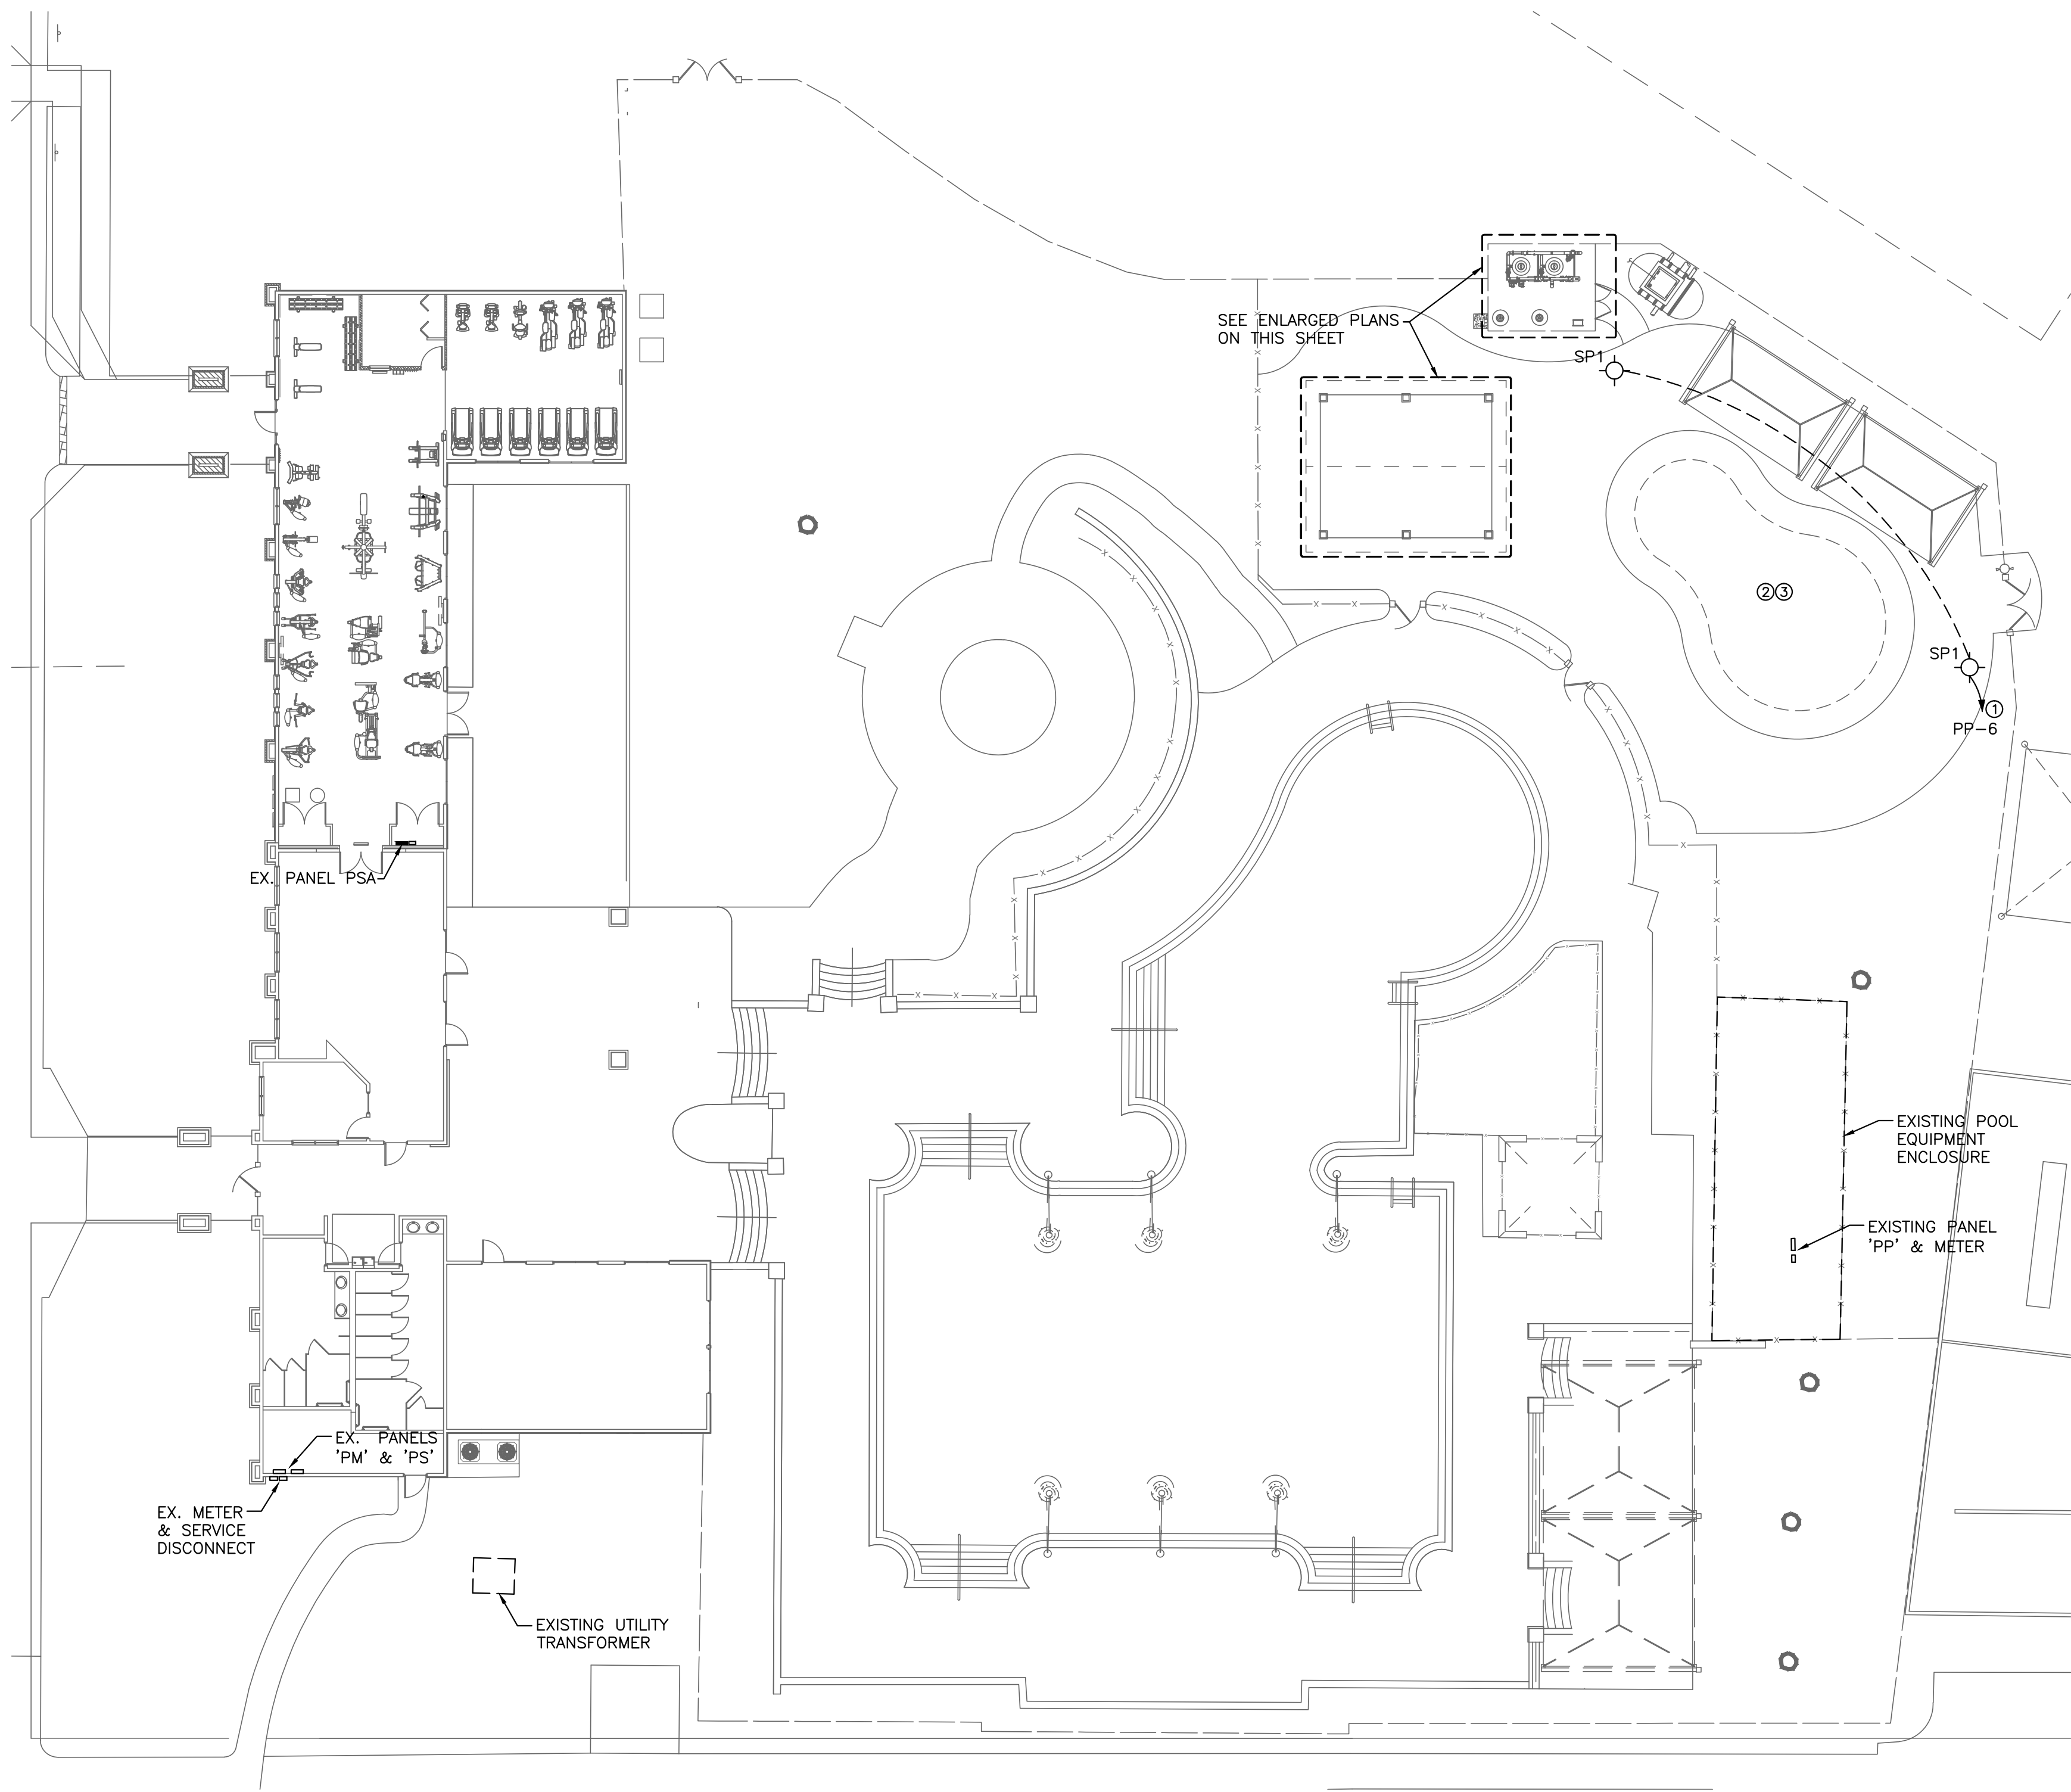 SEE ENLARGED PLANS
ON THIS SHEET
SP1
②③
SP1
①
PP-6
EX. PANEL PSA
EXISTING POOL
EQUIPMENT
ENCLOSURE
EXISTING PANEL
'PP' & METER
EX. PANELS
'PM' & 'PS'
EX. METER
& SERVICE
DISCONNECT
EXISTING UTILITY
TRANSFORMER